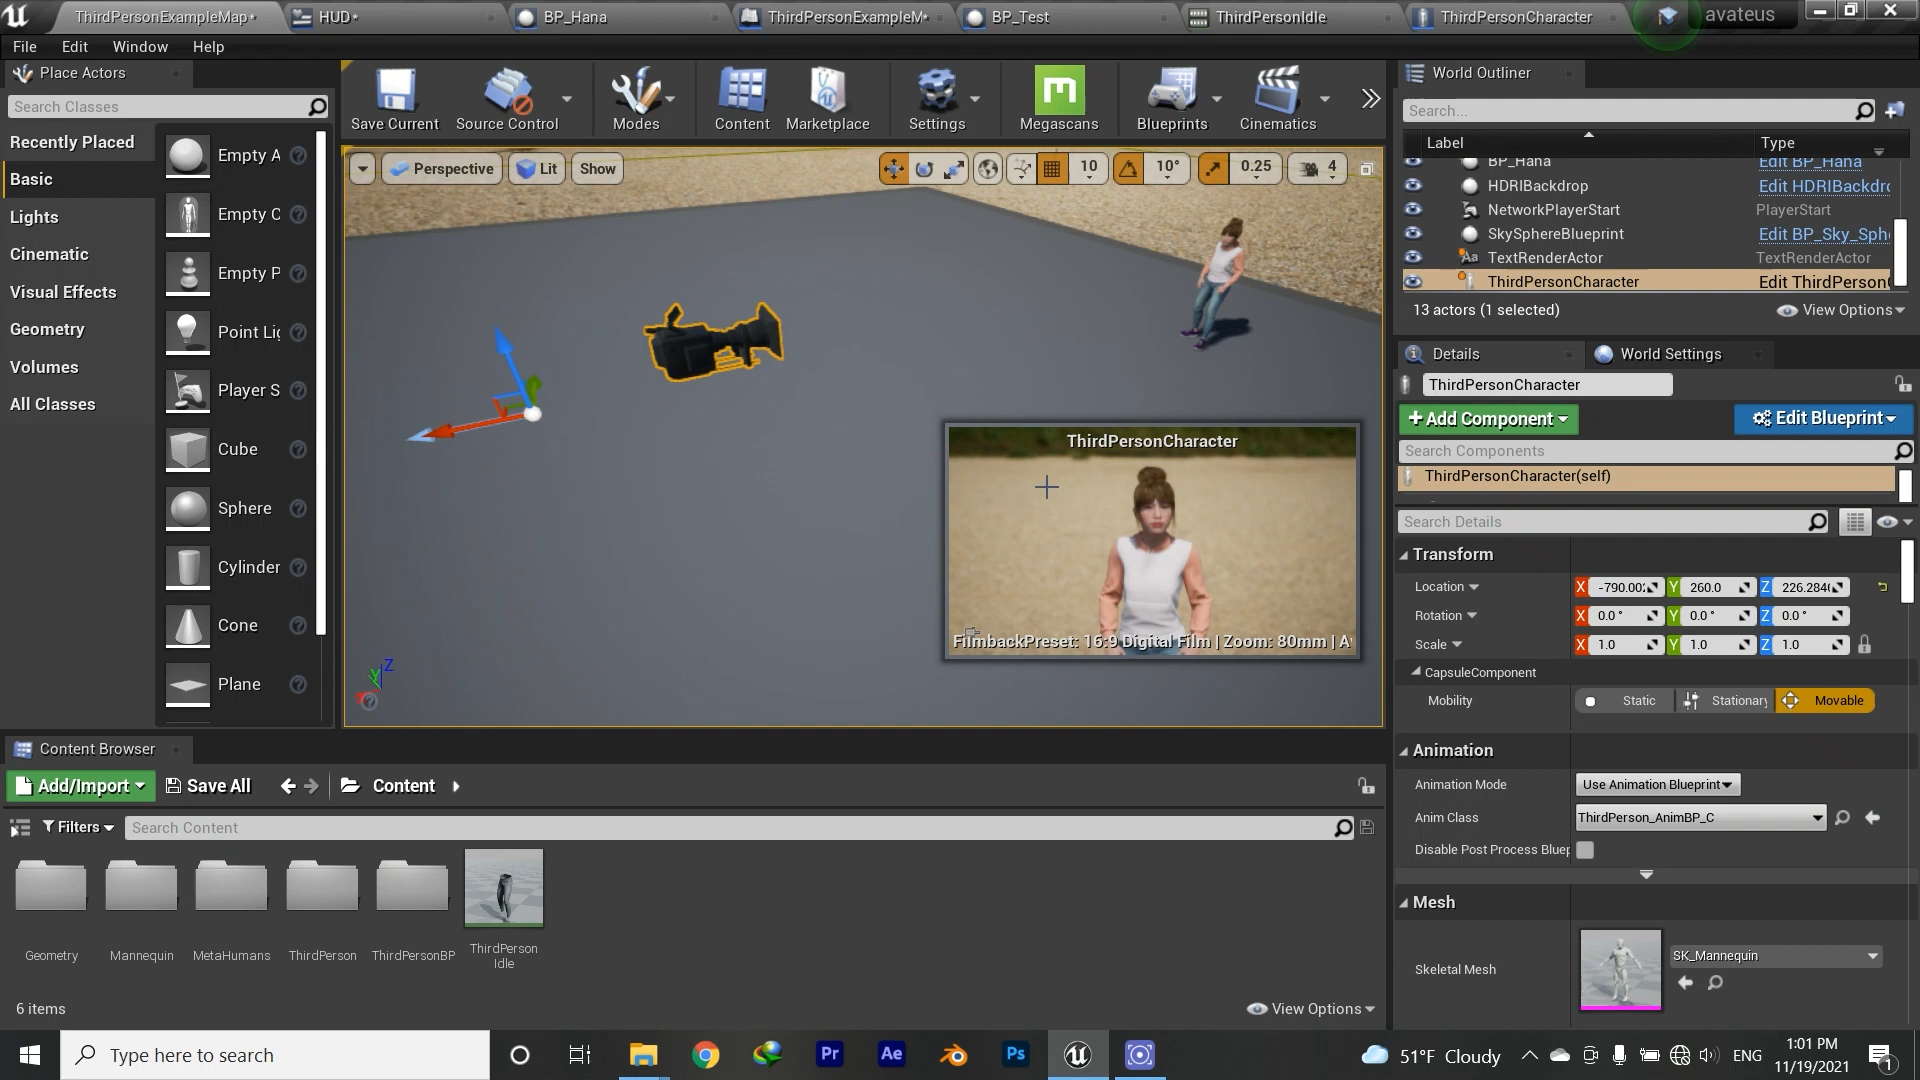 ThirdPersonExampleMap*
HUD*
BP_Hana
ThirdPersonExampleM*
BP_Test
ThirdPersonIdle
ThirdPersonCharacter
avateus
File
Edit
Window
Help
Place Actors
Search Classes
Recently Placed
Basic
Lights
Cinematic
Visual Effects
Geometry
Volumes
All Classes
Empty A
Empty C
Empty P
Point Lig
Player S
Cube
Sphere
Cylinder
Cone
Plane
Save Current
Source Control
Modes
Content
Marketplace
Settings
Megascans
Blueprints
Cinematics
Perspective
Lit
Show
10
10°
0.25
4
ThirdPersonCharacter
FilmbackPreset: 16:9 Digital Film | Zoom: 80mm | A
Z
Y
World Outliner
Search...
Label
Type
BP_Hana
Edit BP_Hana
HDRIBackdrop
Edit HDRIBackdro
NetworkPlayerStart
PlayerStart
SkySphereBlueprint
Edit BP_Sky_Sph
TextRenderActor
TextRenderActor
ThirdPersonCharacter
Edit ThirdPerson
13 actors (1 selected)
View Options
Details
World Settings
ThirdPersonCharacter
+ Add Component
Edit Blueprint
Search Components
ThirdPersonCharacter(self)
Search Details
Transform
Location
X
-790.00
Y
260.0
Z
226.284
Rotation
X
0.0 °
Y
0.0 °
Z
0.0 °
Scale
X
1.0
Y
1.0
Z
1.0
CapsuleComponent
Mobility
Static
Stationary
Movable
Animation
Animation Mode
Use Animation Blueprint
Anim Class
ThirdPerson_AnimBP_C
Disable Post Process Bluep
Mesh
Skeletal Mesh
SK_Mannequin
Content Browser
Add/Import
Save All
Content
Filters
Search Content
Geometry
Mannequin
MetaHumans
ThirdPerson
ThirdPersonBP
ThirdPerson
Idle
6 items
View Options
Type here to search
Pr
Ae
Ps
51°F Cloudy
ENG
1:01 PM
11/19/2021
1